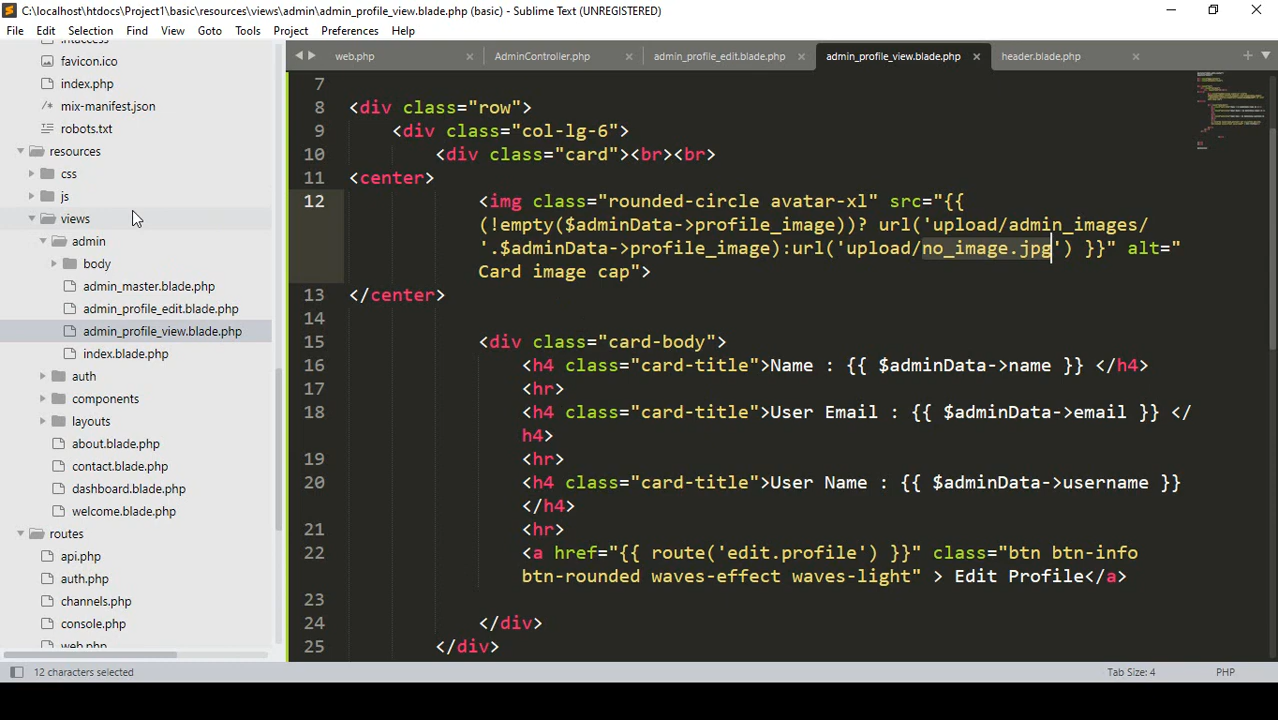 C:\localhost\htdocs\Project1\basic\resources\views\admin\admin_profile_view.blade.php (basic) - Sublime Text (UNREGISTERED)
File Edit Selection Find View Goto Tools Project Preferences Help
web.php AdminController.php admin_profile_edit.blade.php admin_profile_view.blade.php header.blade.php
favicon.ico
index.php
mix-manifest.json
robots.txt
resources
css
js
views
admin
body
admin_master.blade.php
admin_profile_edit.blade.php
admin_profile_view.blade.php
index.blade.php
auth
components
layouts
about.blade.php
contact.blade.php
dashboard.blade.php
welcome.blade.php
routes
api.php
auth.php
channels.php
console.php
web.php
7
8 <div class="row">
9 <div class="col-lg-6">
10 <div class="card"><br><br>
11 <center>
12 <img class="rounded-circle avatar-xl" src="{{
(!empty($adminData->profile_image))? url('upload/admin_images/
'.$adminData->profile_image):url('upload/no_image.jpg') }}" alt="
Card image cap">
13 </center>
14
15 <div class="card-body">
16 <h4 class="card-title">Name : {{ $adminData->name }} </h4>
17 <hr>
18 <h4 class="card-title">User Email : {{ $adminData->email }} </
h4>
19 <hr>
20 <h4 class="card-title">User Name : {{ $adminData->username }}
</h4>
21 <hr>
22 <a href="{{ route('edit.profile') }}" class="btn btn-info
btn-rounded waves-effect waves-light" > Edit Profile</a>
23
24 </div>
25 </div>
12 characters selected Tab Size: 4 PHP